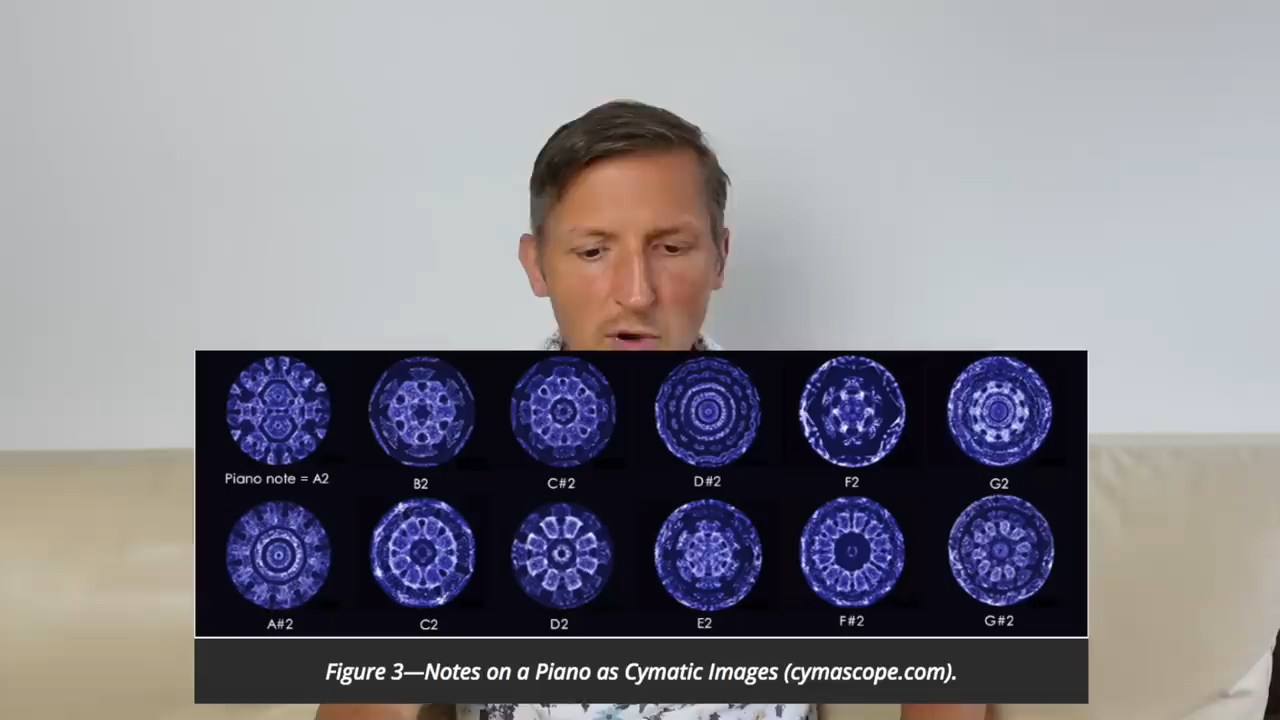 Piano note = A2
B2
C#2
D#2
F2
G2
A#2
C2
D2
E2
F#2
G#2
Figure 3—Notes on a Piano as Cymatic Images (cymascope.com).